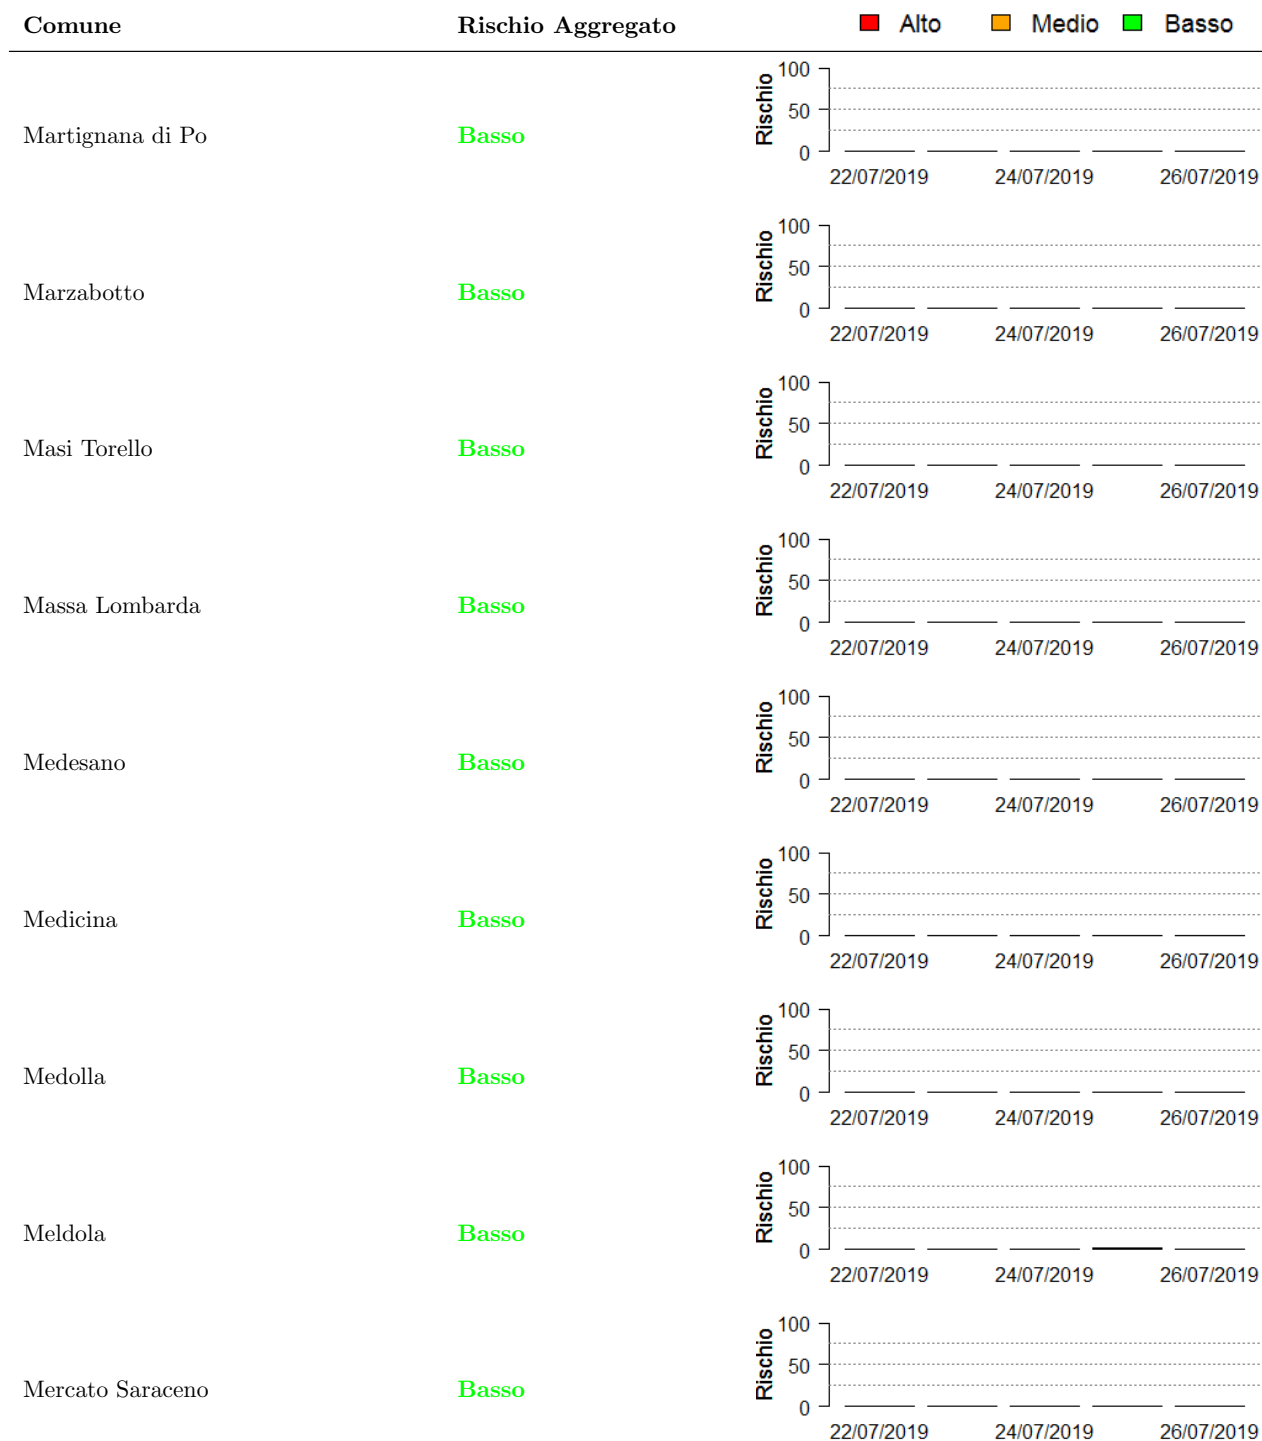 Comune Rischio Aggregato Alto Medio Basso
100
50
0
Rischio
Martignana di Po Basso
22/07/2019 24/07/2019 26/07/2019
100
50
0
Rischio
Marzabotto Basso
22/07/2019 24/07/2019 26/07/2019
100
50
0
Rischio
Masi Torello Basso
22/07/2019 24/07/2019 26/07/2019
100
50
0
Rischio
Massa Lombarda Basso
22/07/2019 24/07/2019 26/07/2019
100
50
0
Rischio
Medesano Basso
22/07/2019 24/07/2019 26/07/2019
100
50
0
Rischio
Medicina Basso
22/07/2019 24/07/2019 26/07/2019
100
50
0
Rischio
Medolla Basso
22/07/2019 24/07/2019 26/07/2019
100
50
0
Rischio
Meldola Basso
22/07/2019 24/07/2019 26/07/2019
100
50
0
Rischio
Mercato Saraceno Basso
22/07/2019 24/07/2019 26/07/2019